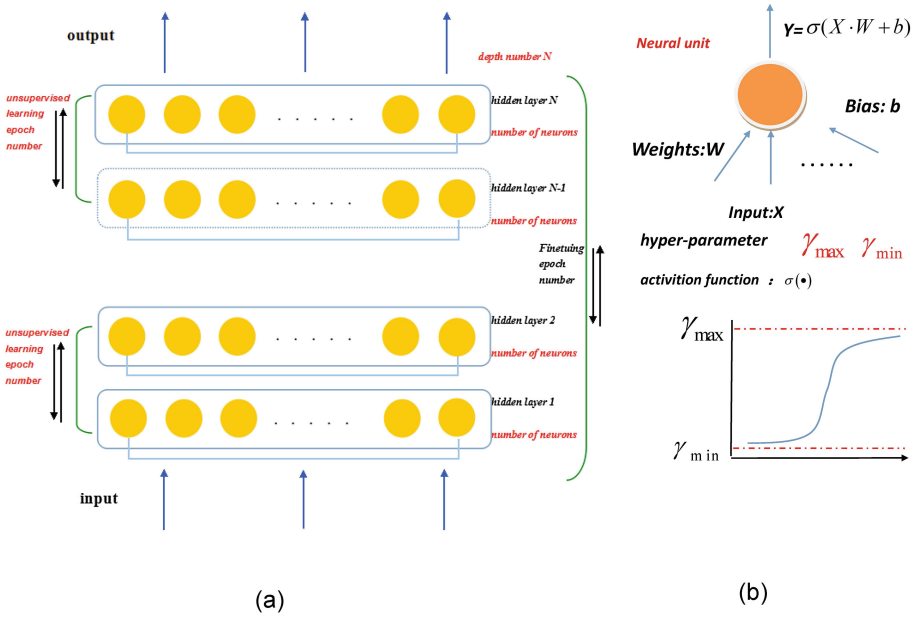 output
depth number N
unsupervised
learning
epoch
number
hidden layer N
number of neurons
. . . . .
hidden layer N-1
number of neurons
. . . . .
Finetuing
epoch
number
unsupervised
learning
epoch
number
hidden layer 2
number of neurons
. . . . .
hidden layer 1
number of neurons
. . . . .
input
(a)
Neural unit
Y= σ(X·W+b)
Bias: b
Weights:W
......
Input:X
hyper-parameter γmax γmin
activition function : σ(•)
γmax
γmin
(b)